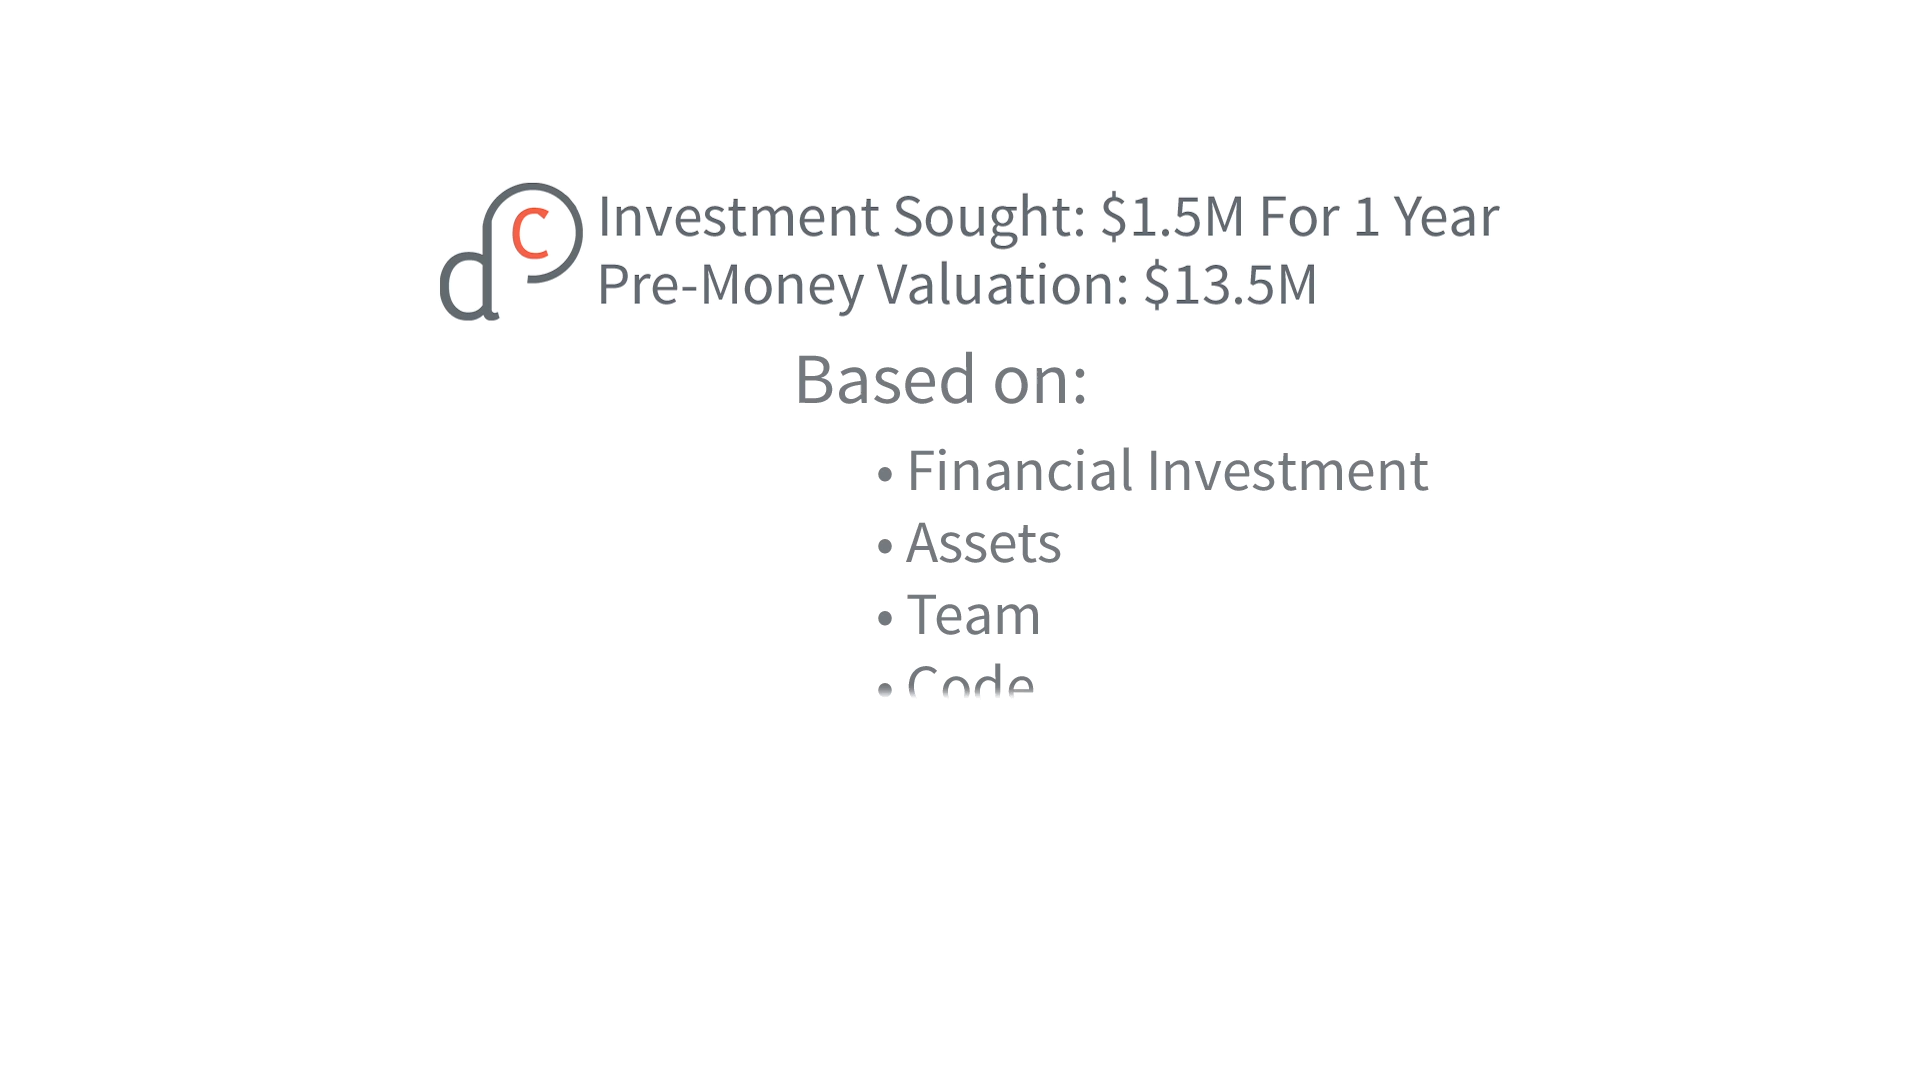 dC Investment Sought: $1.5M For 1 Year
Pre-Money Valuation: $13.5M
Based on:
• Financial Investment
• Assets
• Team
• Code